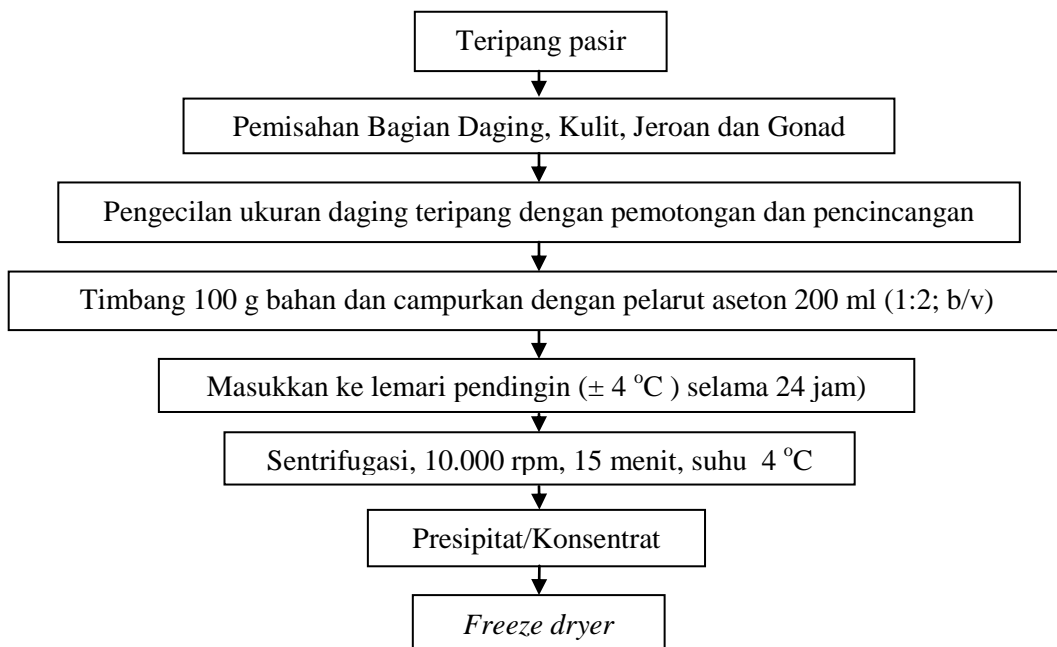 Teripang pasir
Pemisahan Bagian Daging, Kulit, Jeroan dan Gonad
Pengecilan ukuran daging teripang dengan pemotongan dan pencincangan
Timbang 100 g bahan dan campurkan dengan pelarut aseton 200 ml (1:2; b/v)
Masukkan ke lemari pendingin (± 4 °C ) selama 24 jam)
Sentrifugasi, 10.000 rpm, 15 menit, suhu  4 °C
Presipitat/Konsentrat
Freeze dryer